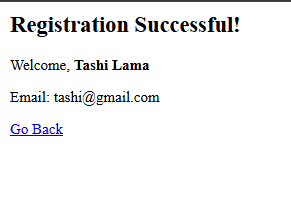 Registration Successful!
Welcome, Tashi Lama
Email: tashi@gmail.com
Go Back